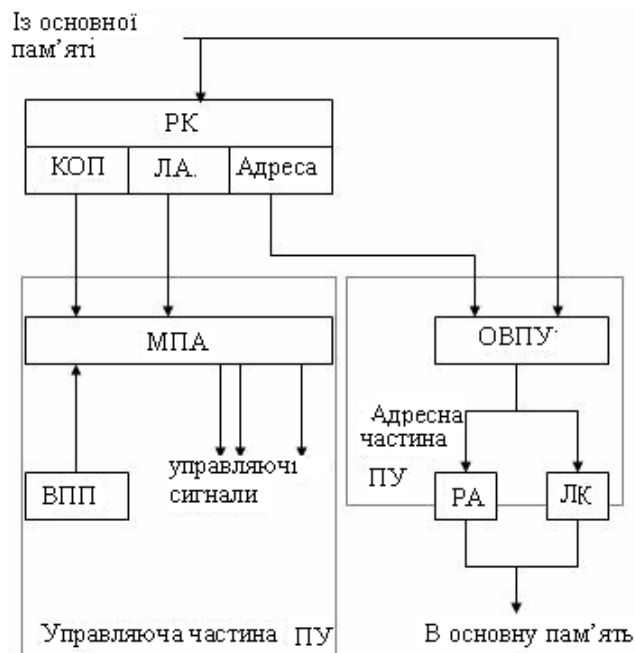 Із основної
пам’яті
РК
КОП
ЛА.
Адреса
МПА
ОВПУ
Адресна
частина
ПУ
управляючі
сигнали
ВПП
РА
ЛК
Управляюча частина ПУ
В основну пам’ять